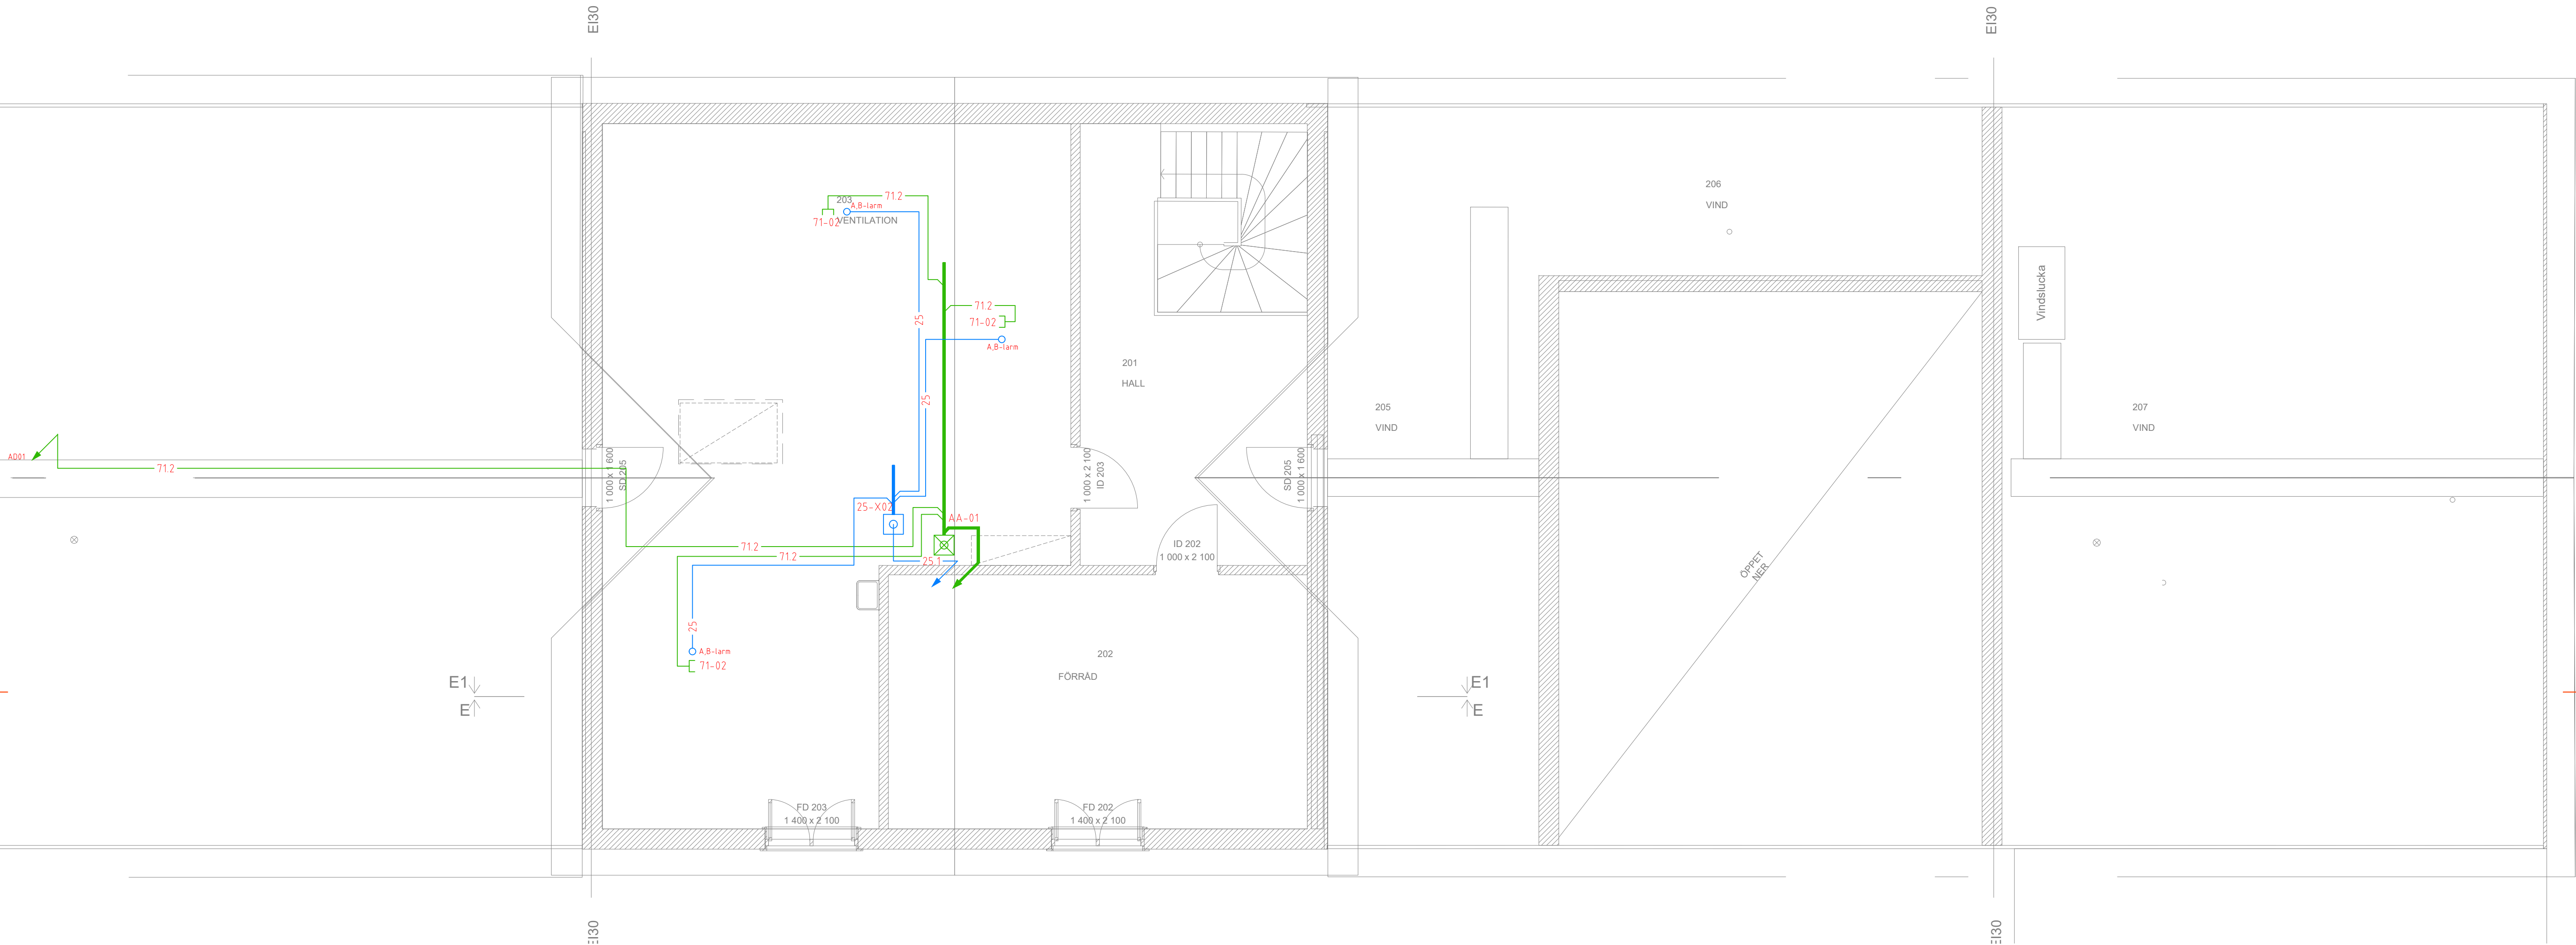 EI30
EI30
206
VIND
71.2
203
A,B-larm
71-02
VENTILATION
Vindslucka
71.2
71-02
25
A,B-larm
201
HALL
25
205
VIND
207
VIND
AD01
71.2
1 000 x 1 600
SD 205
1 000 x 2 100
ID 203
SD 205
1 000 x 1 600
25-X02
AA-01
71.2
71.2
25.1
ID 202
1 000 x 2 100
ÖPPET
NER
25
A,B-larm
71-02
202
FÖRRÅD
E1
E
E1
E
FD 203
1 400 x 2 100
FD 202
1 400 x 2 100
EI30
EI30